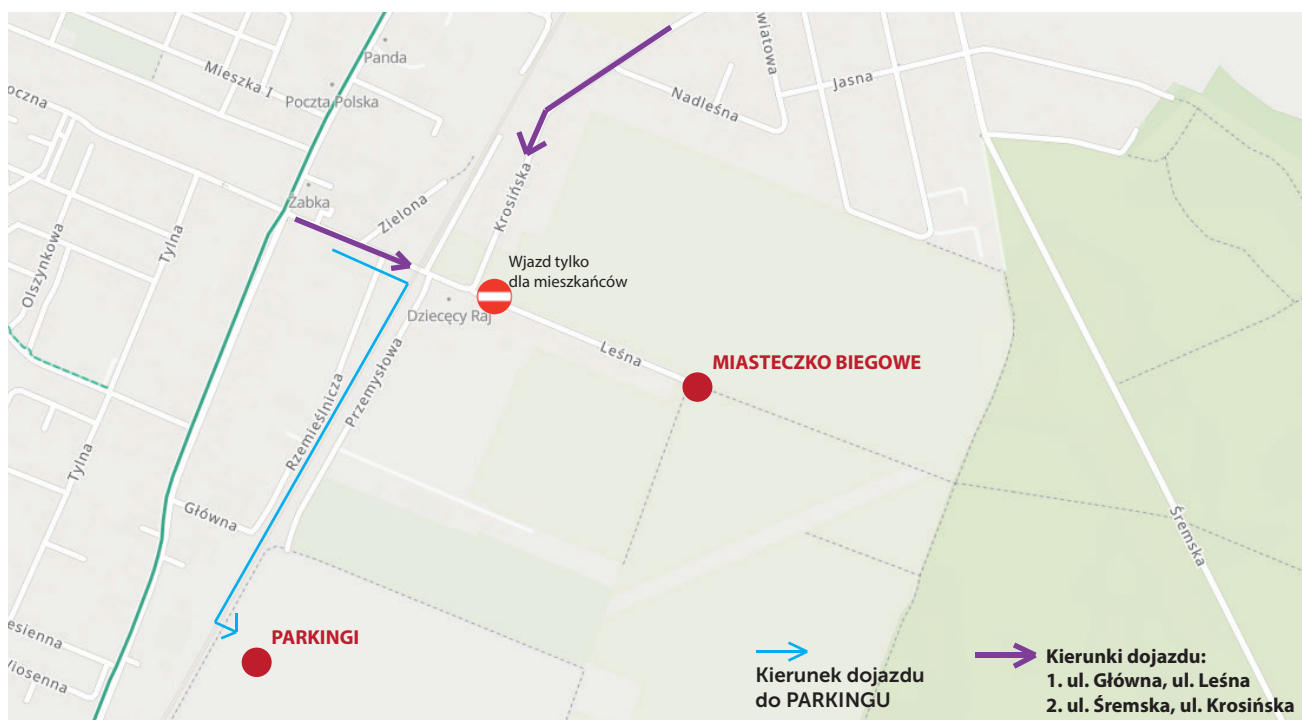 Panda
Mieszka I
Poczta Polska
wiatowa
Jasna
Nadleśna
oczna
Żabka
Zielona
Krosińska
Tylna
Olszynkowa
Wjazd tylko
dla mieszkańców
Dziecęcy Raj
Leśna
MIASTECZKO BIEGOWE
Rzemieślnicza
Przemysłowa
Tylna
Główna
Śremska
esienna
PARKINGI
Wiosenna
Kierunek dojazdu
do PARKINGU
Kierunki dojazdu:
1. ul. Główna, ul. Leśna
2. ul. Śremska, ul. Krosińska